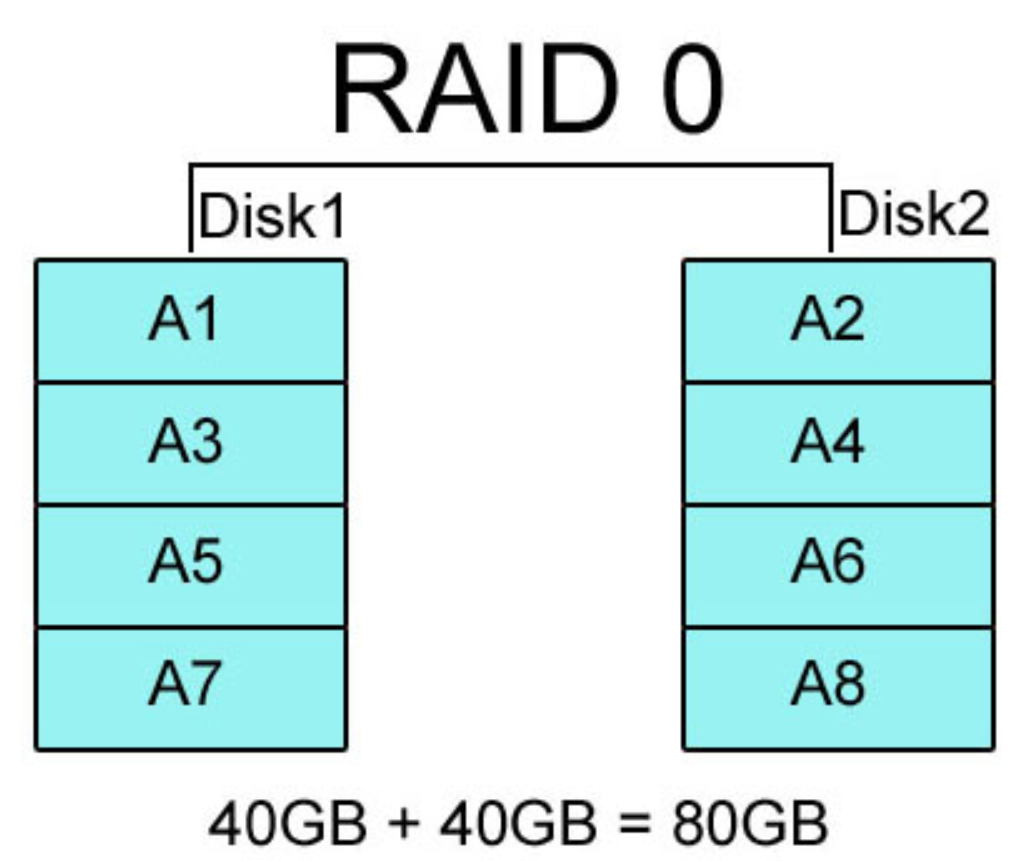 RAID 0
Disk1 Disk2
A1 A2
A3 A4
A5 A6
A7 A8
40GB + 40GB = 80GB